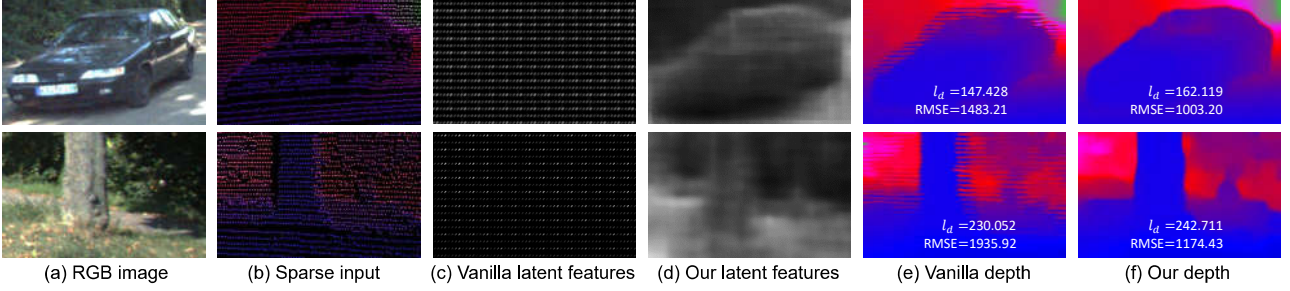 l_d =147.428
RMSE=1483.21
l_d =162.119
RMSE=1003.20
l_d =230.052
RMSE=1935.92
l_d =242.711
RMSE=1174.43
(a) RGB image
(b) Sparse input
(c) Vanilla latent features
(d) Our latent features
(e) Vanilla depth
(f) Our depth